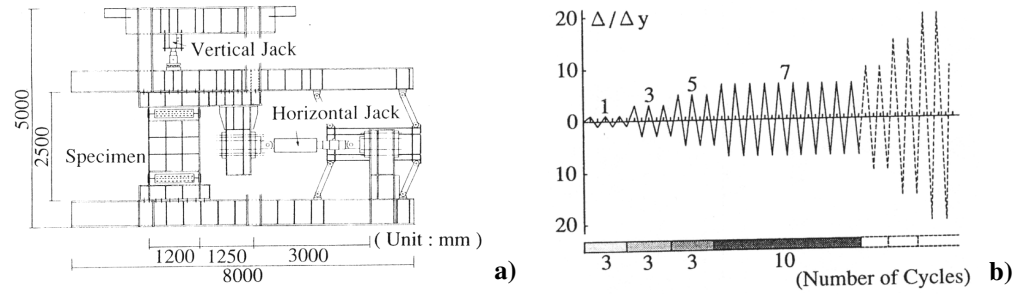 5000
2500
Vertical Jack
Horizontal Jack
Specimen
( Unit : mm )
1200 1250 3000
8000
a)
20 Δ/Δy
10
0
10
20
1 3 5 7
3 3 3 10
(Number of Cycles)
b)